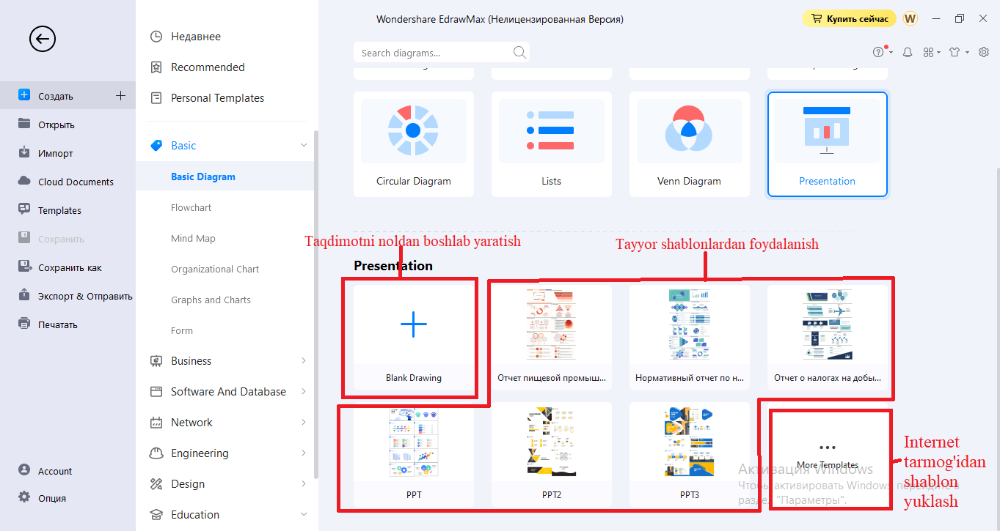 Wondershare EdrawMax (Нелицензированная Версия)
Купить сейчас
W
Создать
Открыть
Импорт
Cloud Documents
Templates
Сохранить
Сохранить как
Экспорт & Отправить
Печатать
Account
Опция
Недавнее
Recommended
Personal Templates
Basic
Basic Diagram
Flowchart
Mind Map
Organizational Chart
Graphs and Charts
Form
Business
Software And Database
Network
Engineering
Design
Education
Search diagrams...
Circular Diagram
Lists
Venn Diagram
Presentation
Taqdimotni noldan boshlab yaratish
Tayyor shablonlardan foydalanish
Presentation
Blank Drawing
Отчет пищевой промыш...
Нормативный отчет по н...
Отчет о налогах на добы...
PPT
PPT2
PPT3
More Templates
Internet
tarmog'idan
shablon
yuklash
Активация Windows
Чтобы активировать Windows, перейдите в
раздел "Параметры".